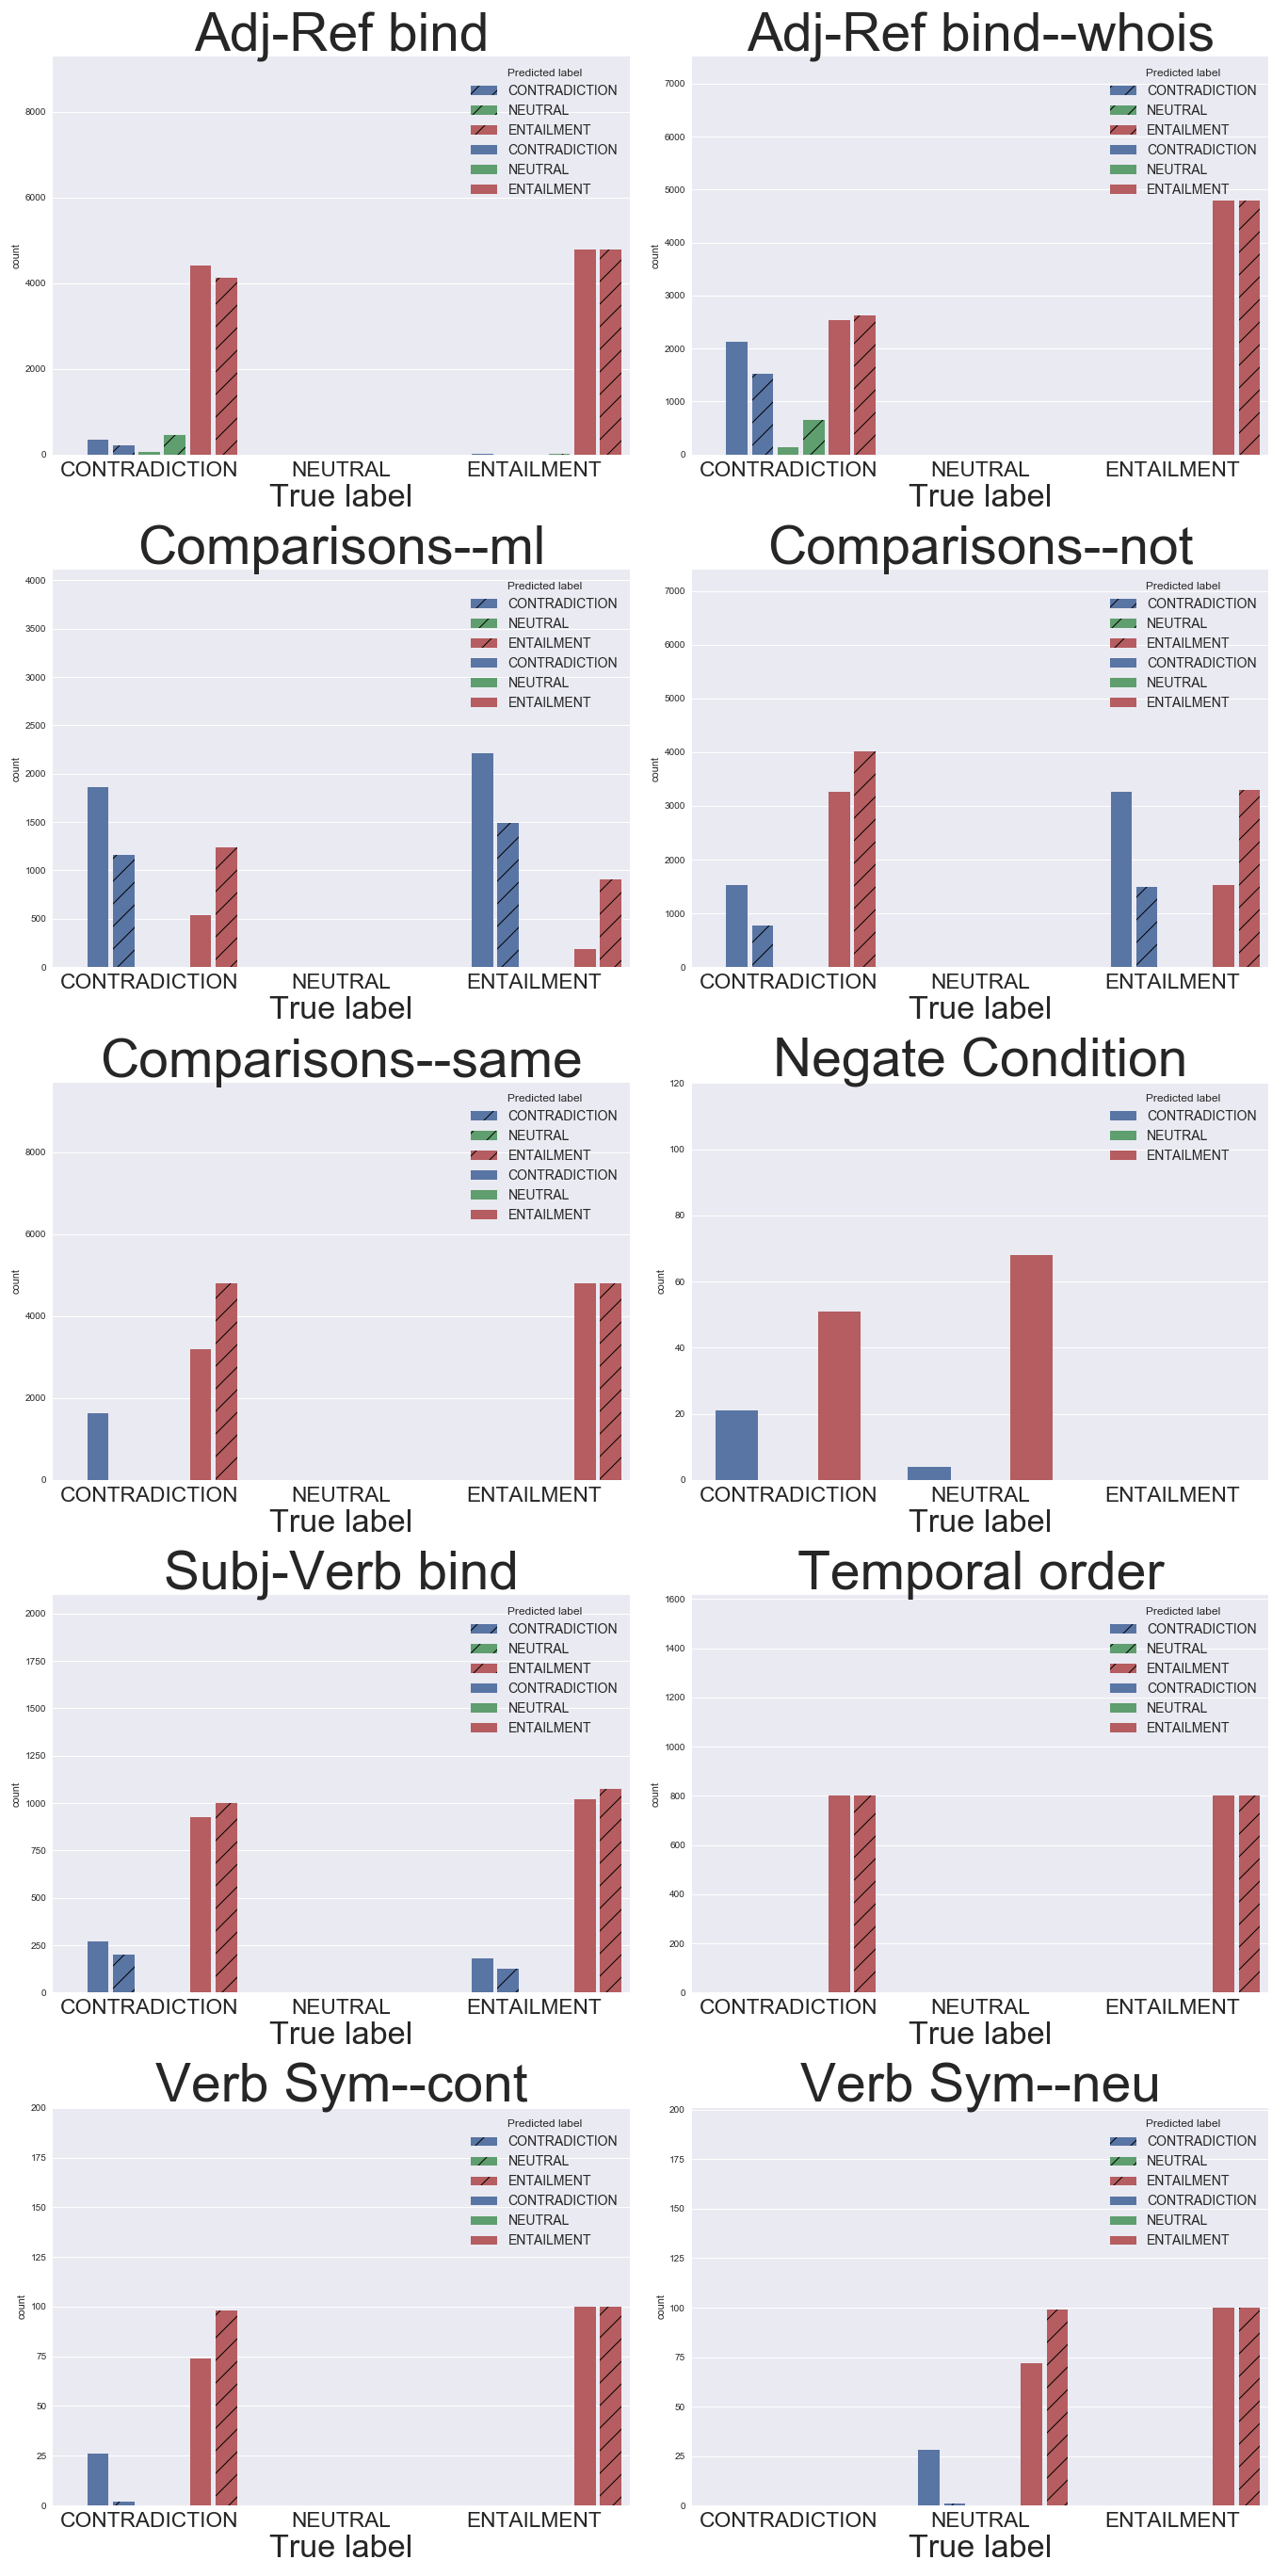 Adj-Ref bind
Predicted label
CONTRADICTION
NEUTRAL
ENTAILMENT
CONTRADICTION
NEUTRAL
ENTAILMENT
8000
6000
4000
2000
0
count
CONTRADICTION NEUTRAL ENTAILMENT
True label
Adj-Ref bind--whois
Predicted label
CONTRADICTION
NEUTRAL
ENTAILMENT
CONTRADICTION
NEUTRAL
ENTAILMENT
7000
6000
5000
4000
3000
2000
1000
0
count
CONTRADICTION NEUTRAL ENTAILMENT
True label
Comparisons--ml
Predicted label
CONTRADICTION
NEUTRAL
ENTAILMENT
CONTRADICTION
NEUTRAL
ENTAILMENT
4000
3500
3000
2500
2000
1500
1000
500
0
count
CONTRADICTION NEUTRAL ENTAILMENT
True label
Comparisons--not
Predicted label
CONTRADICTION
NEUTRAL
ENTAILMENT
CONTRADICTION
NEUTRAL
ENTAILMENT
7000
6000
5000
4000
3000
2000
1000
0
count
CONTRADICTION NEUTRAL ENTAILMENT
True label
Comparisons--same
Predicted label
CONTRADICTION
NEUTRAL
ENTAILMENT
CONTRADICTION
NEUTRAL
ENTAILMENT
8000
6000
4000
2000
0
count
CONTRADICTION NEUTRAL ENTAILMENT
True label
Negate Condition
Predicted label
CONTRADICTION
NEUTRAL
ENTAILMENT
120
100
80
60
40
20
0
count
CONTRADICTION NEUTRAL ENTAILMENT
True label
Subj-Verb bind
Predicted label
CONTRADICTION
NEUTRAL
ENTAILMENT
CONTRADICTION
NEUTRAL
ENTAILMENT
2000
1750
1500
1250
1000
750
500
250
0
count
CONTRADICTION NEUTRAL ENTAILMENT
True label
Temporal order
Predicted label
CONTRADICTION
NEUTRAL
ENTAILMENT
CONTRADICTION
NEUTRAL
ENTAILMENT
1600
1400
1200
1000
800
600
400
200
0
count
CONTRADICTION NEUTRAL ENTAILMENT
True label
Verb Sym--cont
Predicted label
CONTRADICTION
NEUTRAL
ENTAILMENT
CONTRADICTION
NEUTRAL
ENTAILMENT
200
175
150
125
100
75
50
25
0
count
CONTRADICTION NEUTRAL ENTAILMENT
True label
Verb Sym--neu
Predicted label
CONTRADICTION
NEUTRAL
ENTAILMENT
CONTRADICTION
NEUTRAL
ENTAILMENT
200
175
150
125
100
75
50
25
0
count
CONTRADICTION NEUTRAL ENTAILMENT
True label